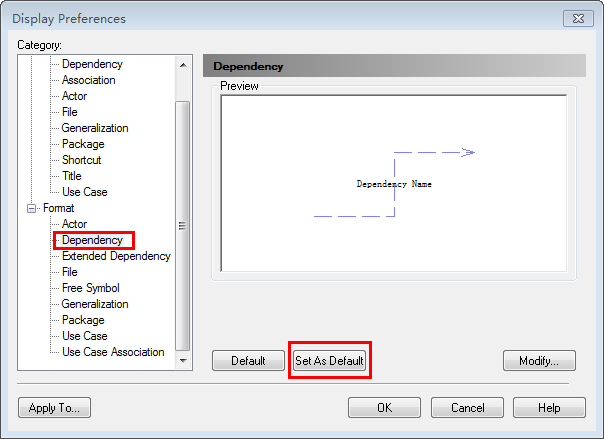 Display Preferences
Category:
Dependency
Association
Actor
File
Generalization
Package
Shortcut
Title
Use Case
Format
Actor
Dependency
Extended Dependency
File
Free Symbol
Generalization
Package
Use Case
Use Case Association
Dependency
Preview
Dependency Name
Default
Set As Default
Modify...
Apply To...
OK
Cancel
Help